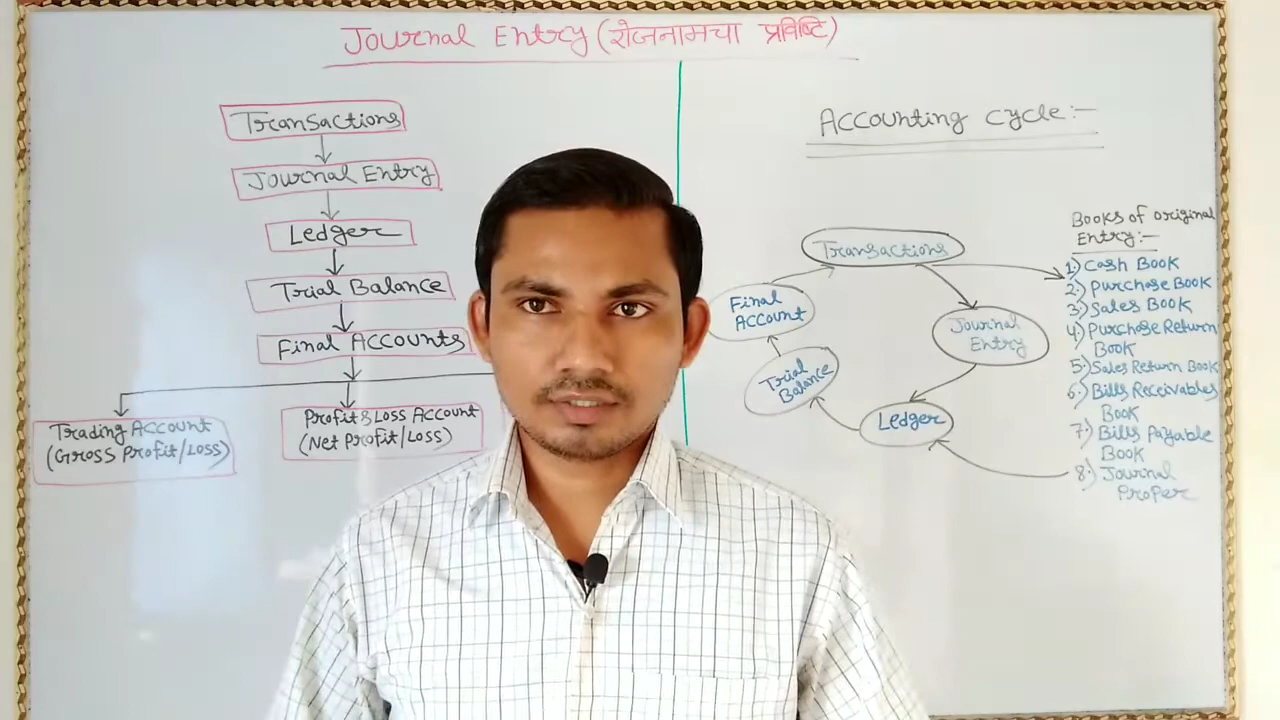 Journal Entry (रोजनामचा प्रविष्टि)
Transactions
Journal Entry
Ledger
Trial Balance
Final Accounts
Trading Account
(Gross Profit/Loss)
Profit & Loss Account
(Net Profit/Loss)
Accounting cycle:-
Transactions
Journal
Entry
Ledger
Trial
Balance
Final
Account
Books of original
Entry:-
1) Cash Book
2) Purchase Book
3) Sales Book
4) Purchase Return
Book
5) Sales Return Book
6) Bills Receivables
Book
7) Bills Payable
Book
8) Journal
Proper